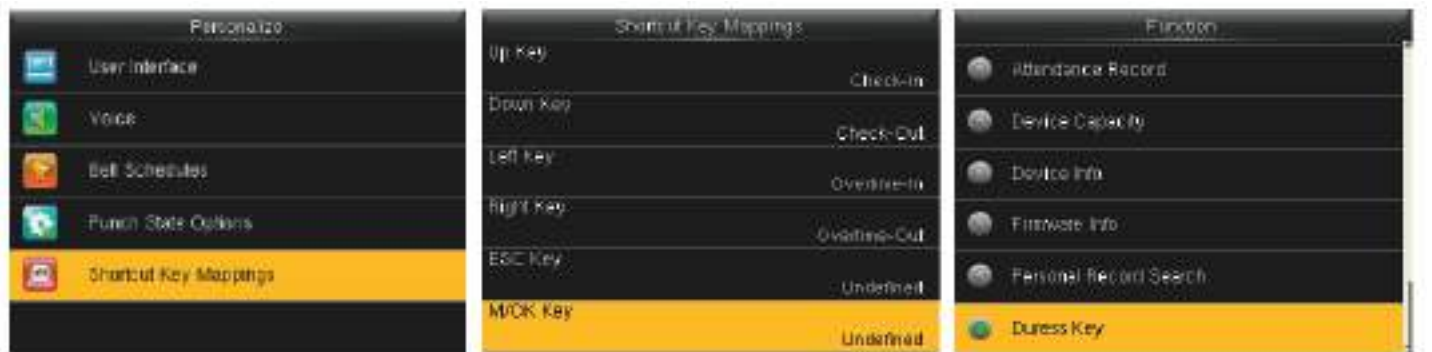 Personalize
User Interface
Voice
Bell Schedules
Punch State Options
Shortcut Key Mappings
Shortcut Key Mappings
Up Key
Check-In
Down Key
Check-Out
Left Key
Overtime-In
Right Key
Overtime-Out
ESC Key
Undefined
M/OK Key
Undefined
Function
Attendance Record
Device Capacity
Device Info
Firmware Info
Personal Record Search
Duress Key